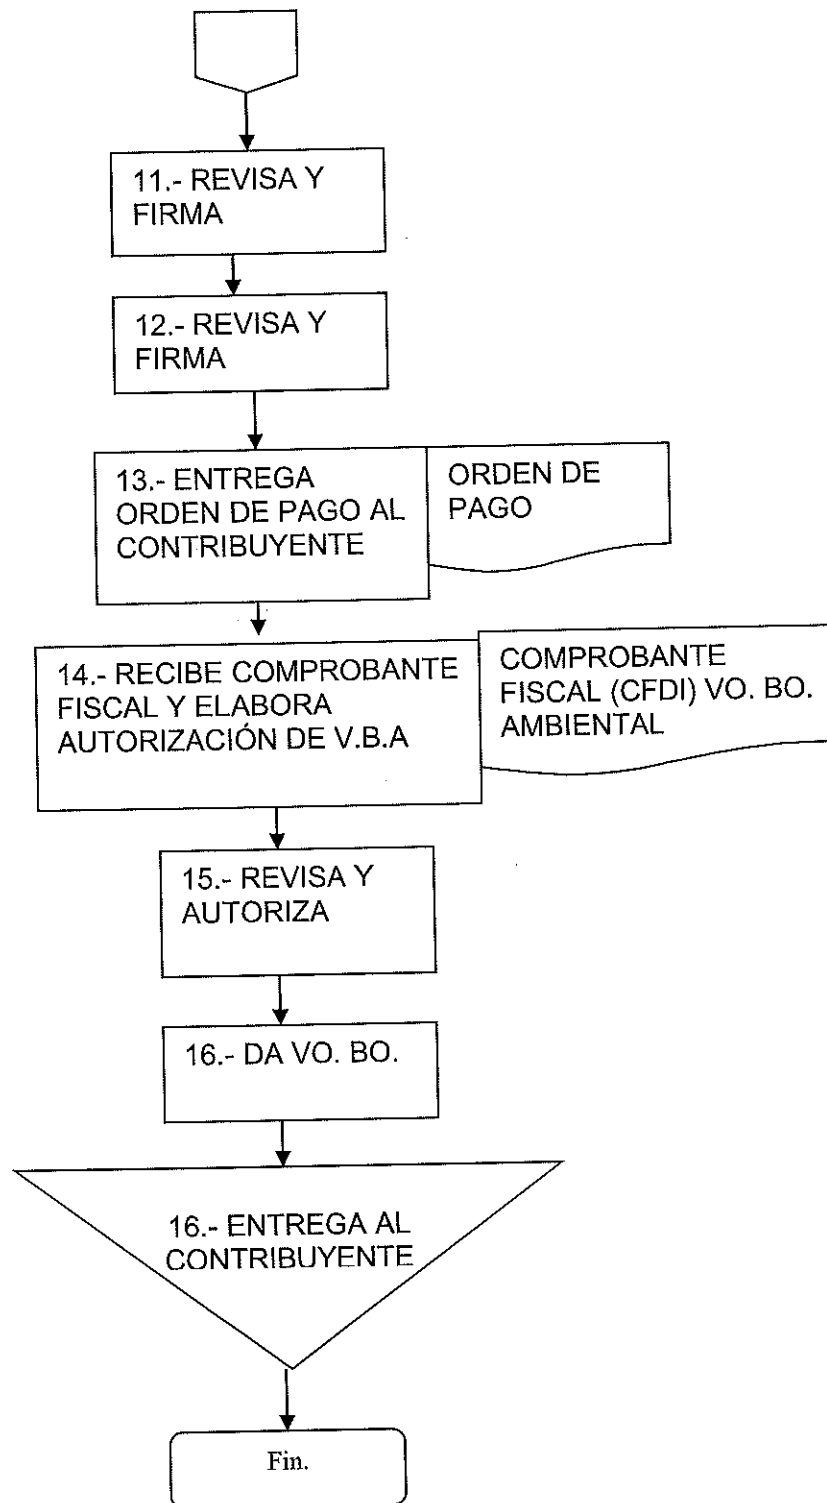 11.- REVISA Y
FIRMA
12.- REVISA Y
FIRMA
13.- ENTREGA
ORDEN DE PAGO AL
CONTRIBUYENTE
ORDEN DE
PAGO
14.- RECIBE COMPROBANTE
FISCAL Y ELABORA
AUTORIZACIÓN DE V.B.A
COMPROBANTE
FISCAL (CFDI) VO. BO.
AMBIENTAL
15.- REVISA Y
AUTORIZA
16.- DA VO. BO.
16.- ENTREGA AL
CONTRIBUYENTE
Fin.